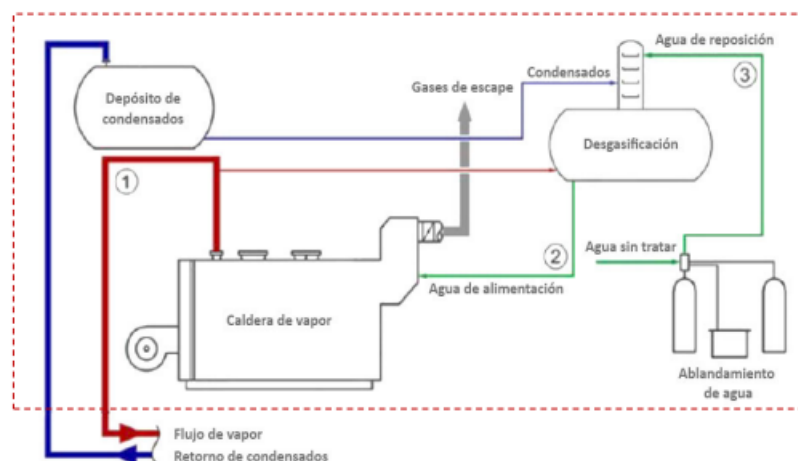 Agua de reposición
Depósito de
condensados
Gases de escape
Condensados
3
Desgasificación
1
Agua sin tratar
2
Agua de alimentación
Caldera de vapor
Ablandamiento
de agua
Flujo de vapor
Retorno de condensados